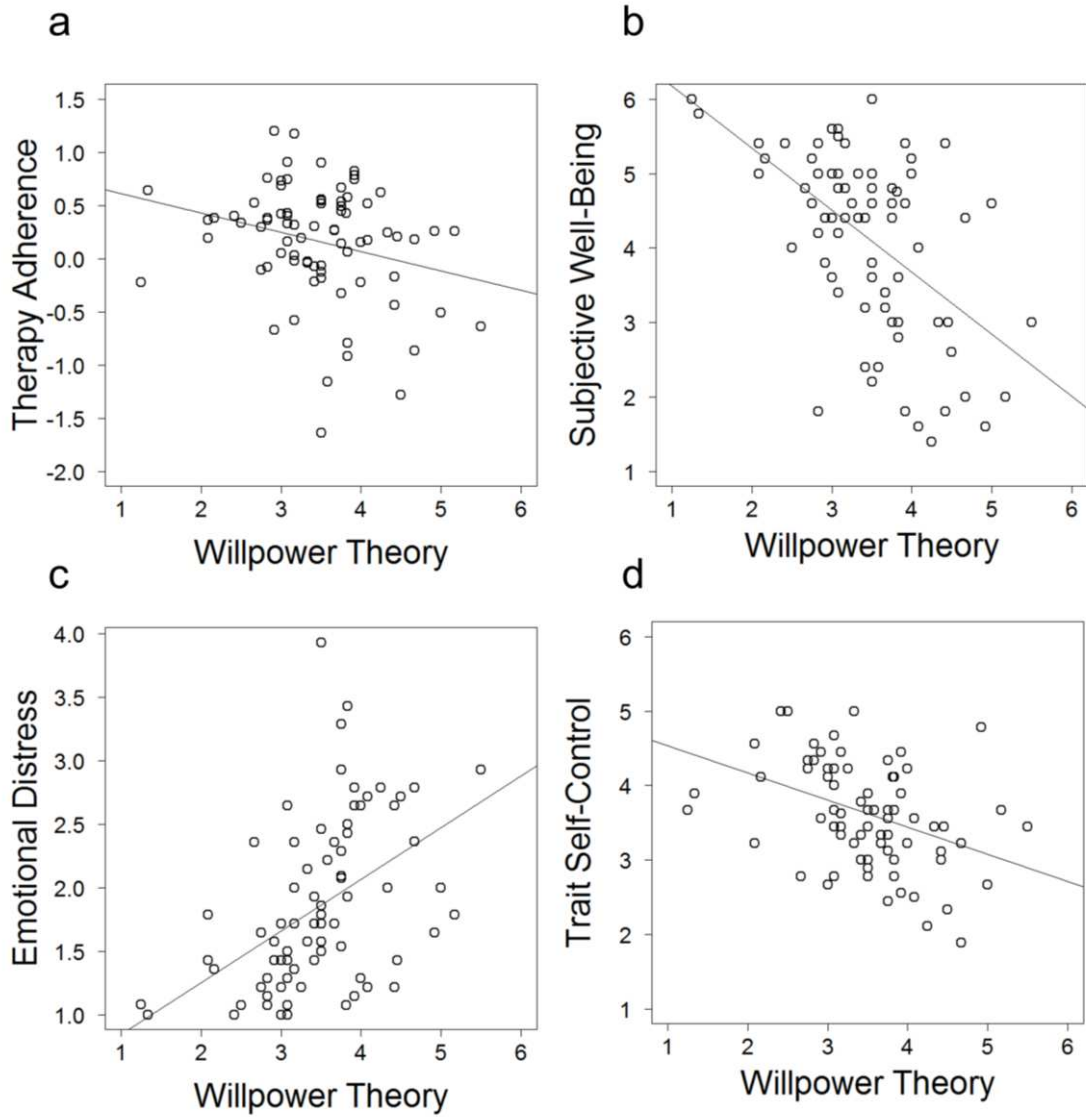 a
Therapy Adherence
1.5
1.0
0.5
0.0
-0.5
-1.0
-1.5
-2.0
1 2 3 4 5 6
Willpower Theory
b
Subjective Well-Being
6
5
4
3
2
1
1 2 3 4 5 6
Willpower Theory
c
Emotional Distress
4.0
3.5
3.0
2.5
2.0
1.5
1.0
1 2 3 4 5 6
Willpower Theory
d
Trait Self-Control
6
5
4
3
2
1
1 2 3 4 5 6
Willpower Theory